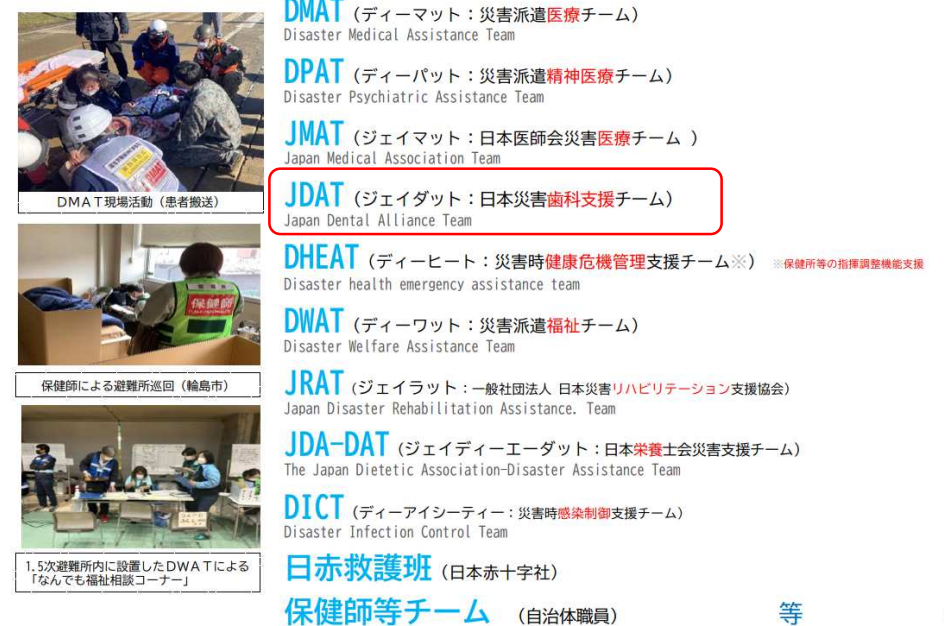 DMAT（ディーマット：災害派遣医療チーム）
Disaster Medical Assistance Team
DPAT（ディーパット：災害派遣精神医療チーム）
Disaster Psychiatric Assistance Team
JMAT（ジェイマット：日本医師会災害医療チーム ）
Japan Medical Association Team
JDAT（ジェイダット：日本災害歯科支援チーム）
Japan Dental Alliance Team
DHEAT（ディーヒート：災害時健康危機管理支援チーム※） ※保健所等の指揮調整機能支援
Disaster health emergency assistance team
DWAT（ディーワット：災害派遣福祉チーム）
Disaster Welfare Assistance Team
JRAT（ジェイラット：一般社団法人 日本災害リハビリテーション支援協会）
Japan Disaster Rehabilitation Assistance. Team
JDA-DAT（ジェイディーエーダット：日本栄養士会災害支援チーム）
The Japan Dietetic Association-Disaster Assistance Team
DICT（ディーアイシーティー：災害時感染制御支援チーム）
Disaster Infection Control Team
日赤救護班（日本赤十字社）
保健師等チーム （自治体職員） 等
DMAT
ＤＭＡＴ現場活動（患者搬送）
保健師
保健師による避難所巡回（輪島市）
1.5次避難所内に設置したＤＷＡＴによる
「なんでも福祉相談コーナー」